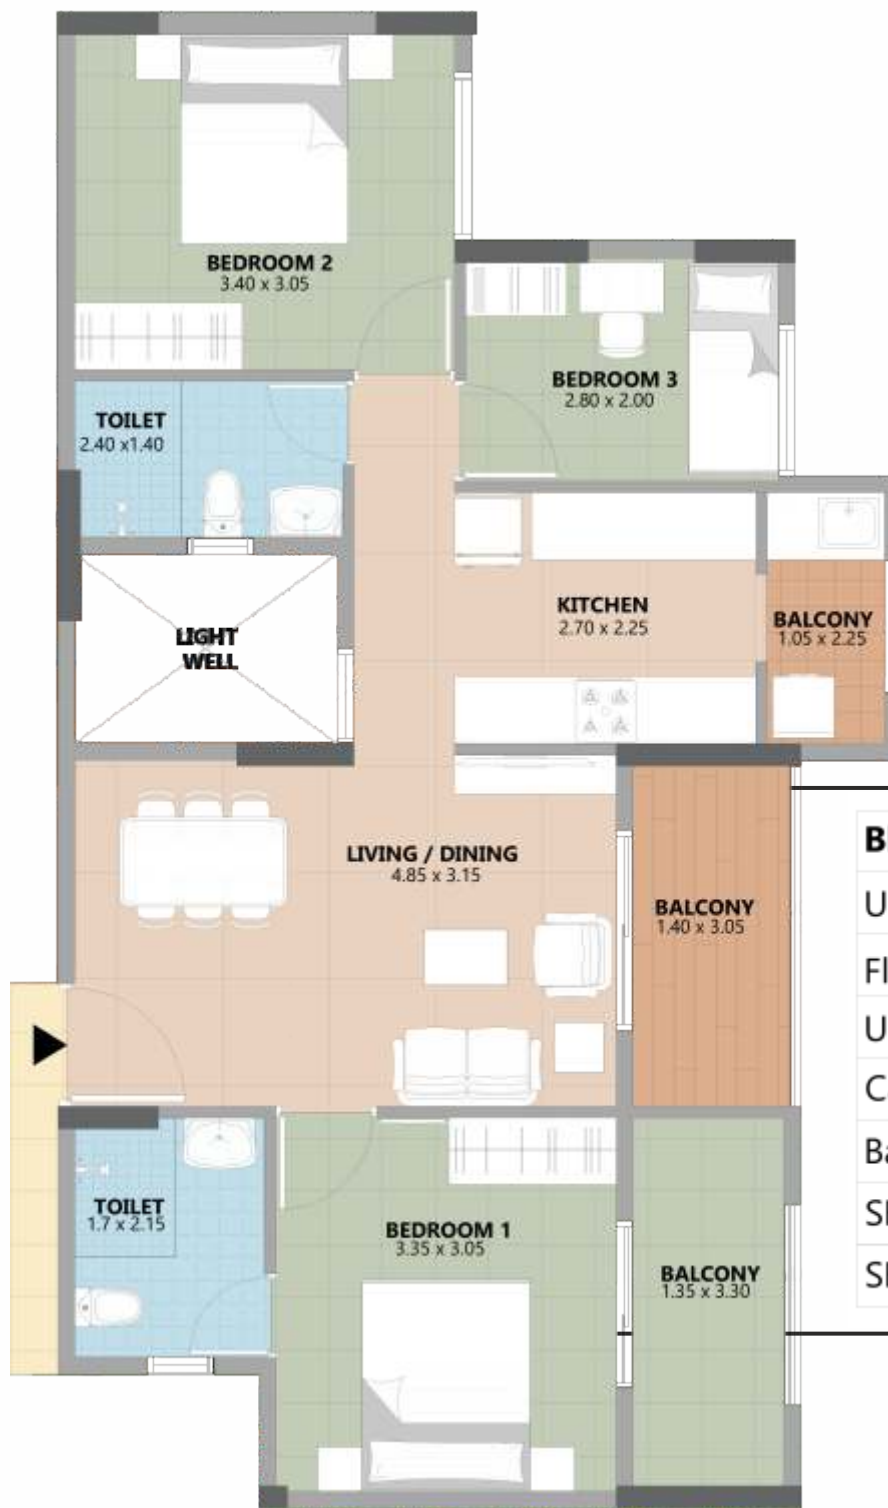 BEDROOM 2
3.40 x 3.05
BEDROOM 3
2.80 x 2.00
TOILET
2.40 x1.40
KITCHEN
2.70 x 2.25
BALCONY
1.05 x 2.25
LIGHT
WELL
LIVING / DINING
4.85 x 3.15
BALCONY
1.40 x 3.05
TOILET
1.7 x 2.15
BEDROOM 1
3.35 x 3.05
BALCONY
1.35 x 3.30